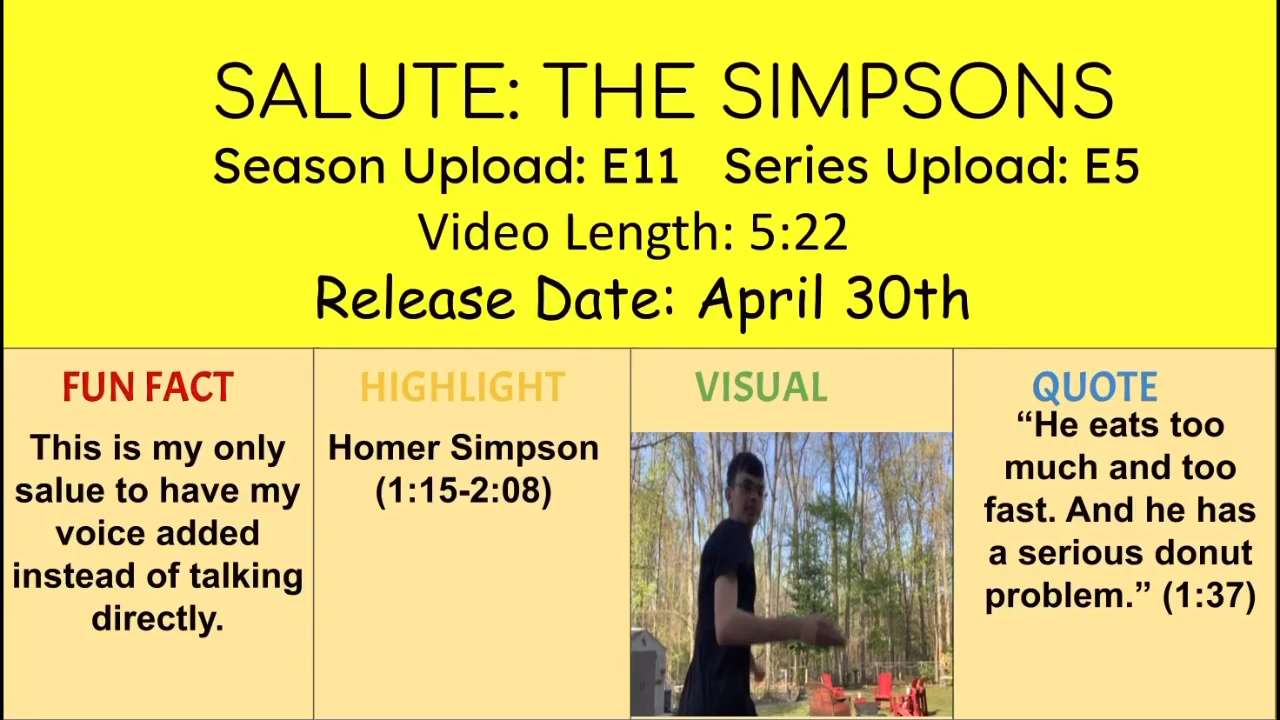 SALUTE: THE SIMPSONS
Season Upload: E11 Series Upload: E5
Video Length: 5:22
Release Date: April 30th
FUN FACT
This is my only
salue to have my
voice added
instead of talking
directly.
HIGHLIGHT
Homer Simpson
(1:15-2:08)
VISUAL
QUOTE
“He eats too
much and too
fast. And he has
a serious donut
problem.” (1:37)